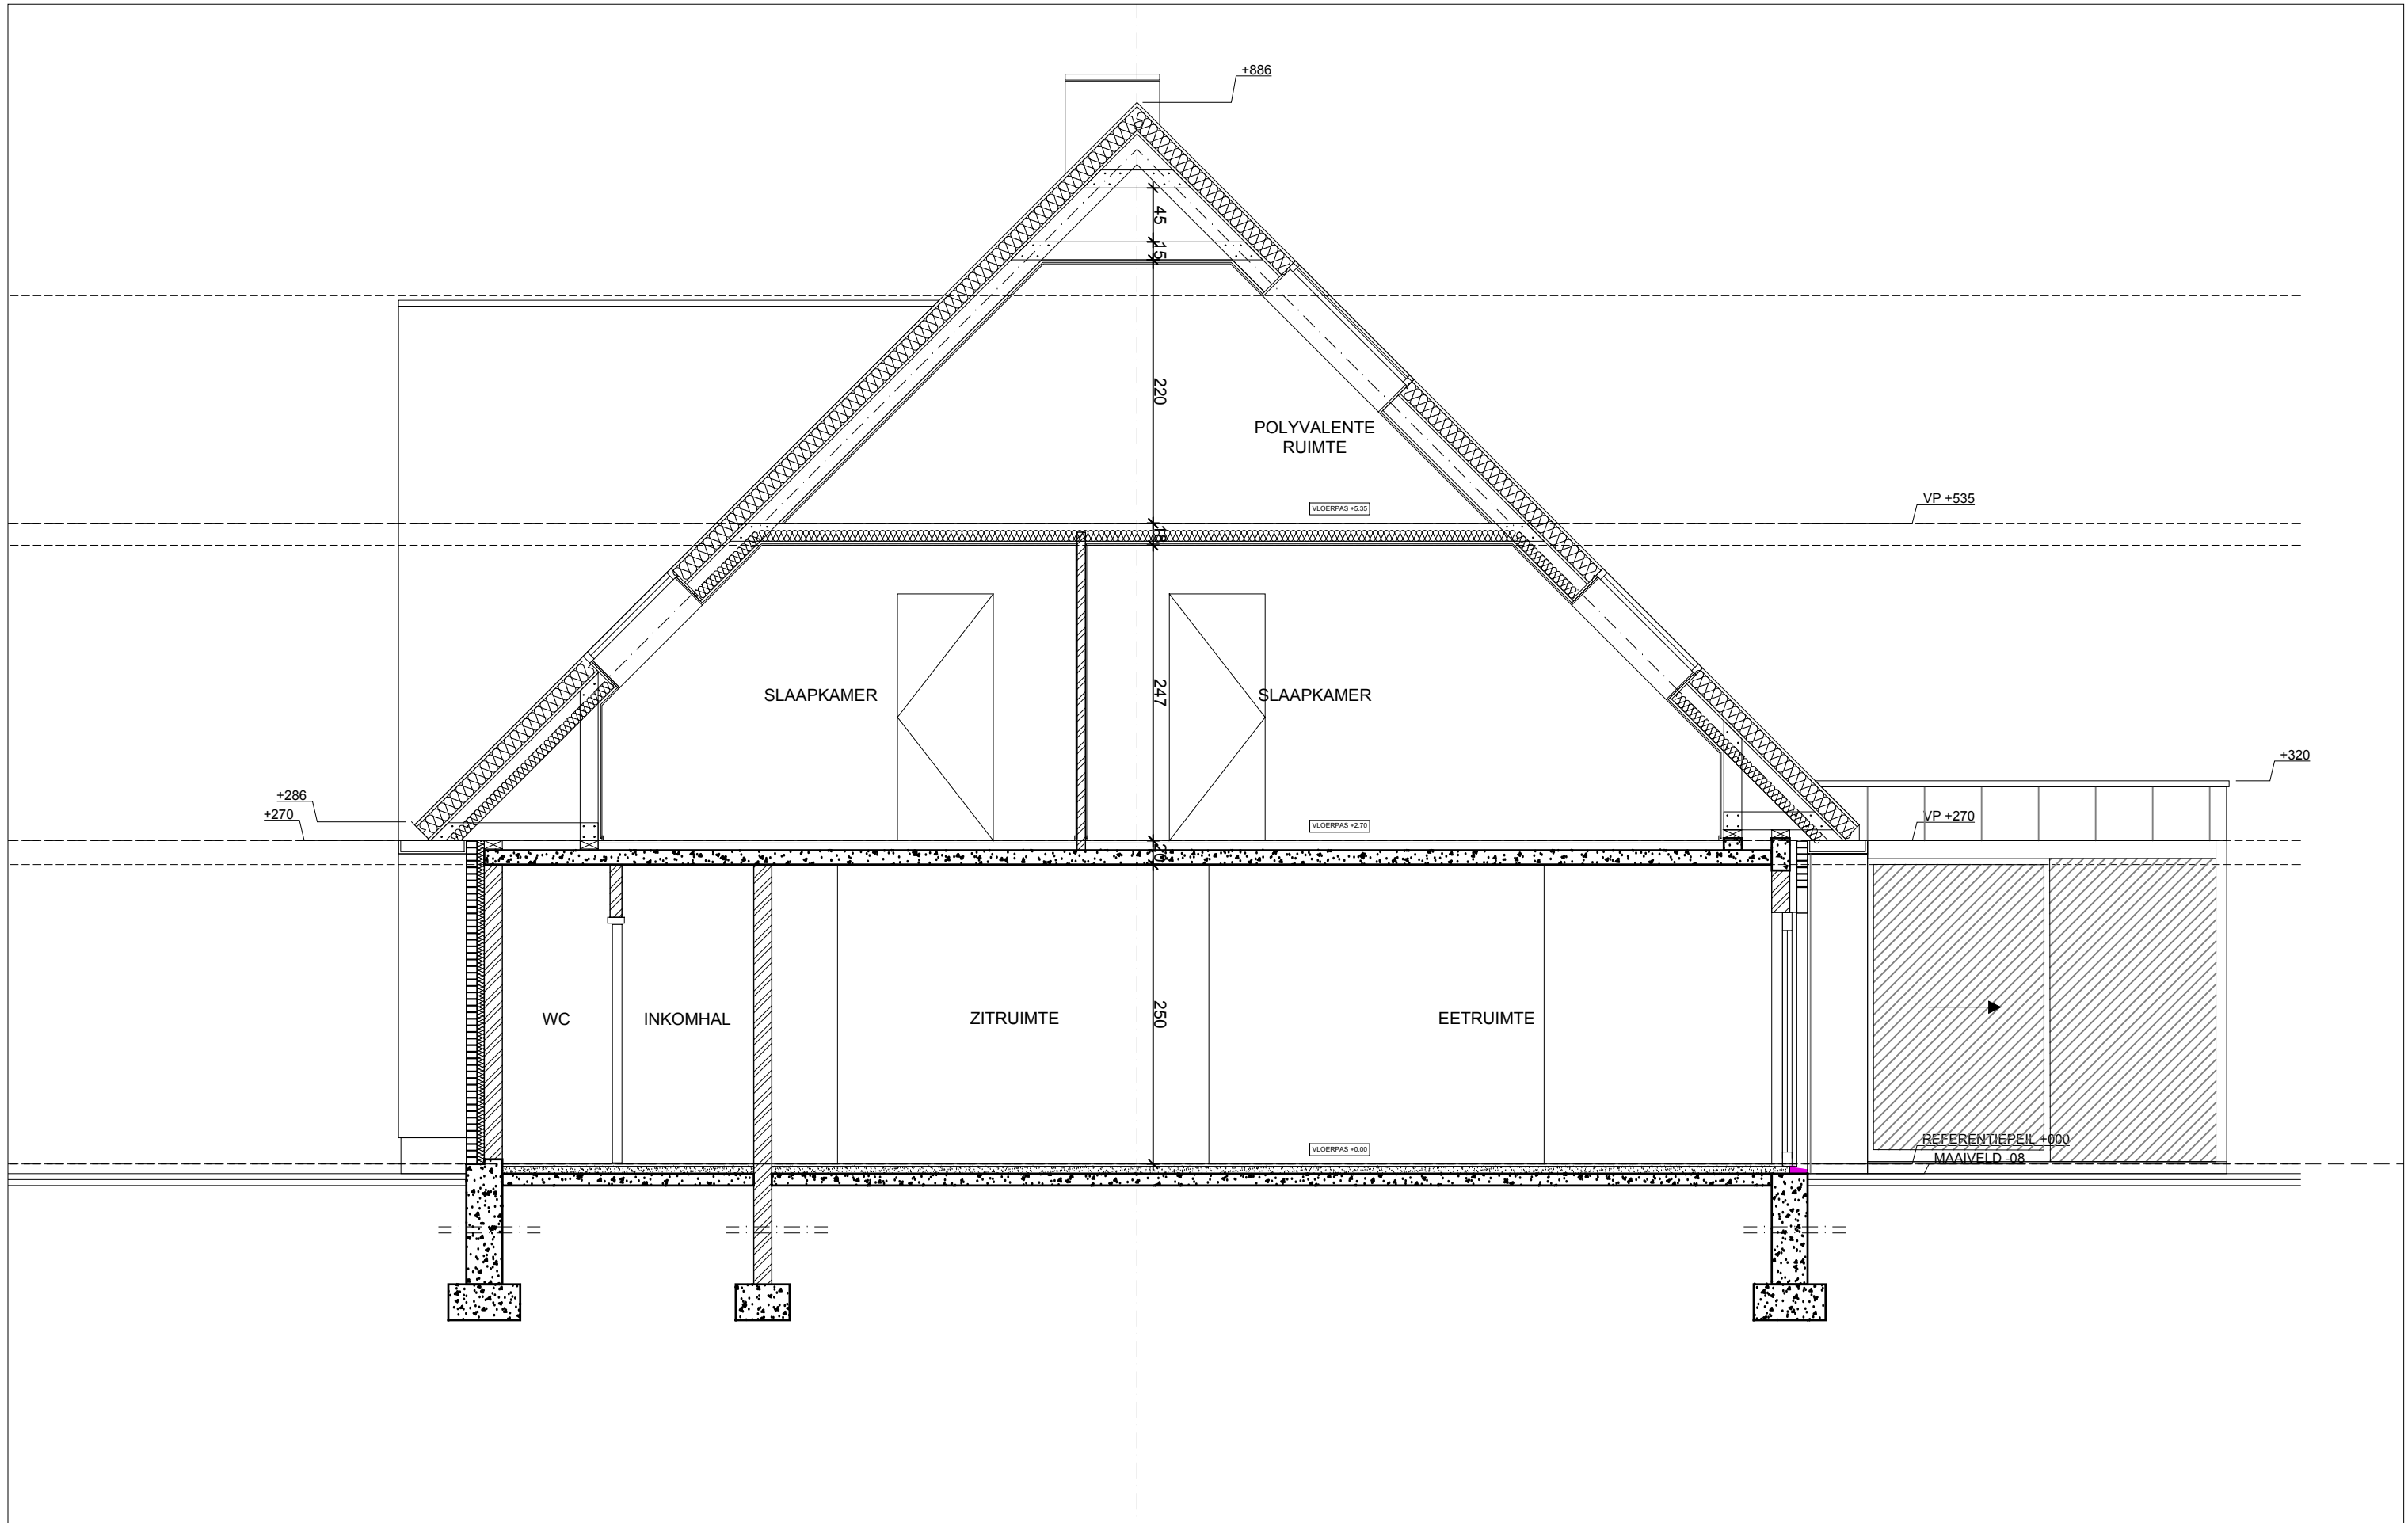 +886
45
15
220
POLYVALENTE
RUIMTE
VLOERPAS +5.35
VP +535
18
SLAAPKAMER
247
SLAAPKAMER
+320
+286
+270
VLOERPAS +2.70
VP +270
20
WC
INKOMHAL
ZITRUIMTE
250
EETRUIMTE
VLOERPAS +0.00
REFERENTIEPEIL +000
MAAIVELD -08